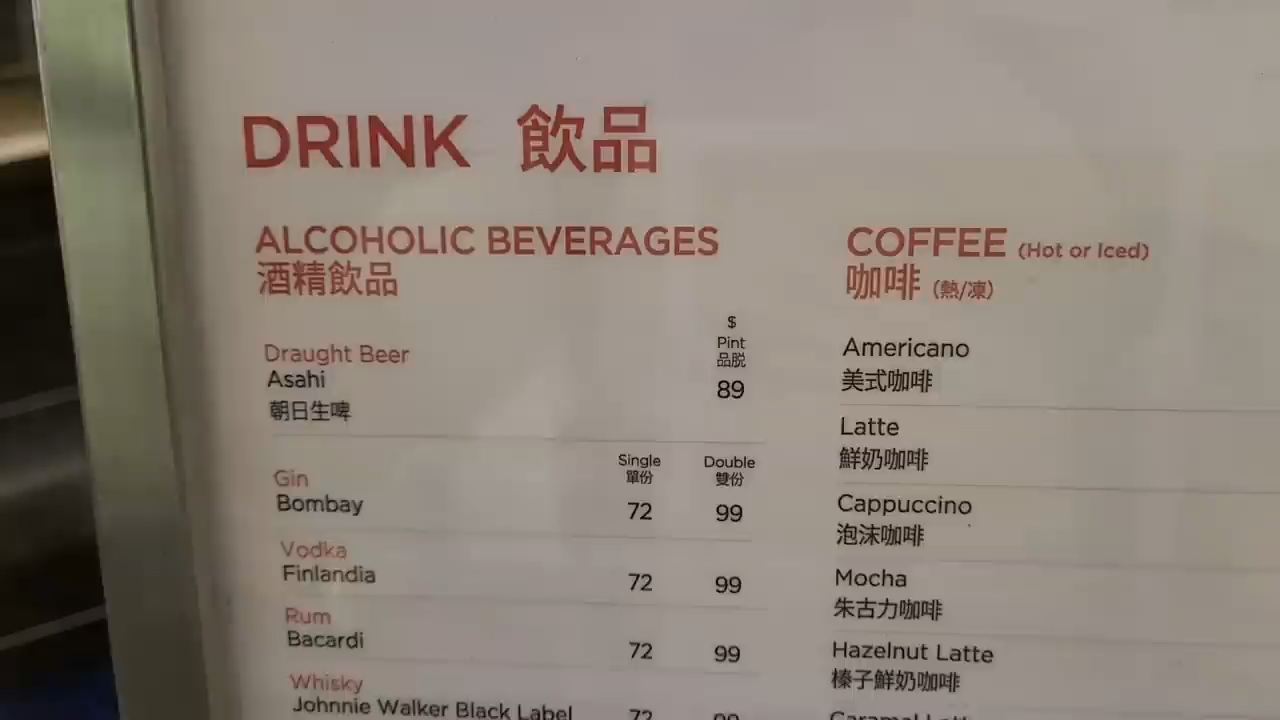 DRINK 飲品
ALCOHOLIC BEVERAGES
酒精飲品
$
Pint
品脱
Draught Beer
Asahi 89
朝日生啤
Single Double
單份 雙份
Gin
Bombay 72 99
Vodka
Finlandia 72 99
Rum
Bacardi 72 99
Whisky
Johnnie Walker Black Label 72 99
COFFEE (Hot or Iced)
咖啡 (熱/凍)
Americano
美式咖啡
Latte
鮮奶咖啡
Cappuccino
泡沫咖啡
Mocha
朱古力咖啡
Hazelnut Latte
榛子鮮奶咖啡
Caramel Latte